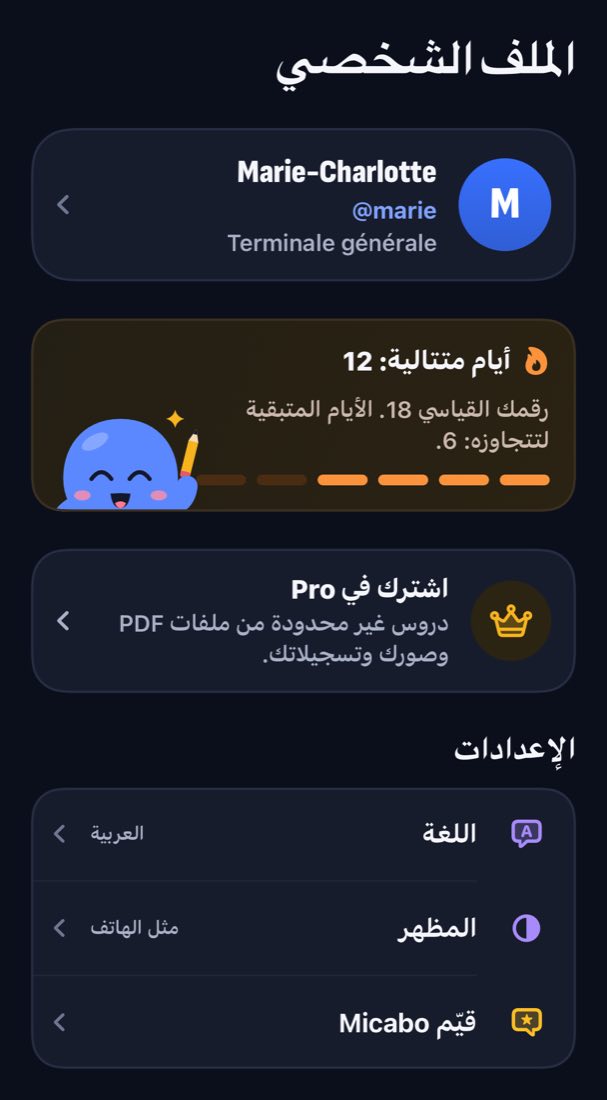 الملف الشخصي
M
Marie-Charlotte
@marie
Terminale générale
أيام متتالية: 12
رقمك القياسي 18. الأيام المتبقية
لتتجاوزه: 6.
اشترك في Pro
دروس غير محدودة من ملفات PDF
وصورك وتسجيلاتك.
الإعدادات
A
اللغة
العربية
المظهر
مثل الهاتف
قيّم Micabo